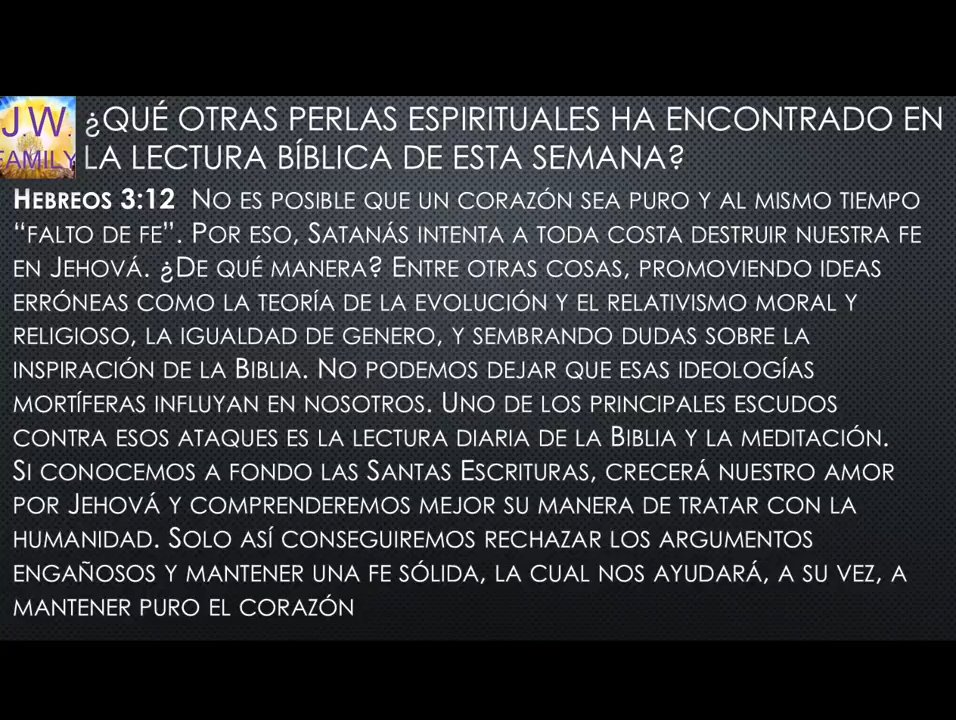 J.W.
FAMILY
¿QUÉ OTRAS PERLAS ESPIRITUALES HA ENCONTRADO EN
LA LECTURA BÍBLICA DE ESTA SEMANA?
HEBREOS 3:12 NO ES POSIBLE QUE UN CORAZÓN SEA PURO Y AL MISMO TIEMPO
“FALTO DE FE”. POR ESO, SATANÁS INTENTA A TODA COSTA DESTRUIR NUESTRA FE
EN JEHOVÁ. ¿DE QUÉ MANERA? ENTRE OTRAS COSAS, PROMOVIENDO IDEAS
ERRÓNEAS COMO LA TEORÍA DE LA EVOLUCIÓN Y EL RELATIVISMO MORAL Y
RELIGIOSO, LA IGUALDAD DE GENERO, Y SEMBRANDO DUDAS SOBRE LA
INSPIRACIÓN DE LA BIBLIA. NO PODEMOS DEJAR QUE ESAS IDEOLOGÍAS
MORTÍFERAS INFLUYAN EN NOSOTROS. UNO DE LOS PRINCIPALES ESCUDOS
CONTRA ESOS ATAQUES ES LA LECTURA DIARIA DE LA BIBLIA Y LA MEDITACIÓN.
SI CONOCEMOS A FONDO LAS SANTAS ESCRITURAS, CRECERÁ NUESTRO AMOR
POR JEHOVÁ Y COMPRENDEREMOS MEJOR SU MANERA DE TRATAR CON LA
HUMANIDAD. SOLO ASÍ CONSEGUIREMOS RECHAZAR LOS ARGUMENTOS
ENGAÑOSOS Y MANTENER UNA FE SÓLIDA, LA CUAL NOS AYUDARÁ, A SU VEZ, A
MANTENER PURO EL CORAZÓN